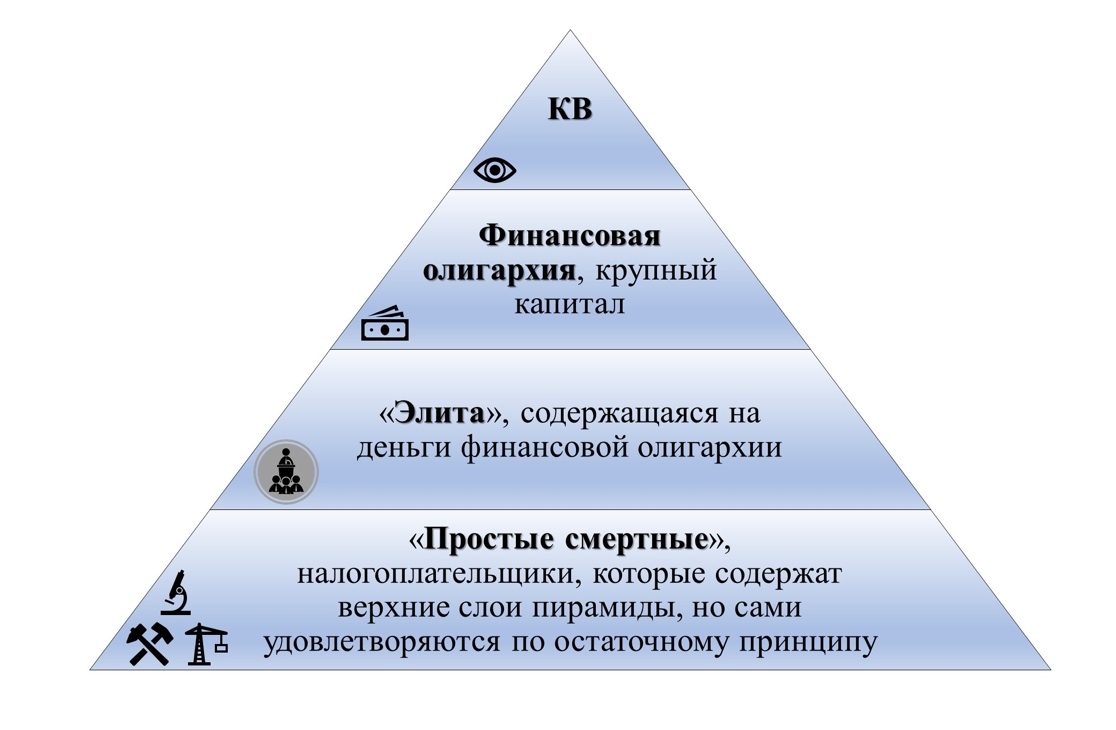 КВ
Финансовая
олигархия, крупный
капитал
«Элита», содержащаяся на
деньги финансовой олигархии
«Простые смертные»,
налогоплательщики, которые содержат
верхние слои пирамиды, но сами
удовлетворяются по остаточному принципу